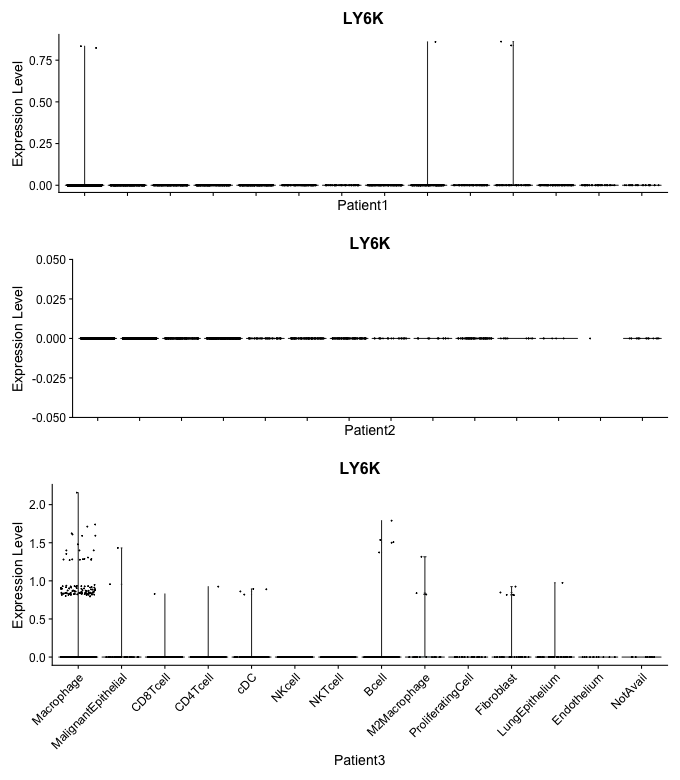 LY6K
Expression Level
0.75
0.50
0.25
0.00
Patient1
LY6K
Expression Level
0.050
0.025
0.000
-0.025
-0.050
Patient2
LY6K
Expression Level
2.0
1.5
1.0
0.5
0.0
Macrophage
MalignantEpithelial
CD8Tcell
CD4Tcell
cDC
NKcell
NKTcell
Bcell
M2Macrophage
ProliferatingCell
Fibroblast
LungEpithelium
Endothelium
NotAvail
Patient3